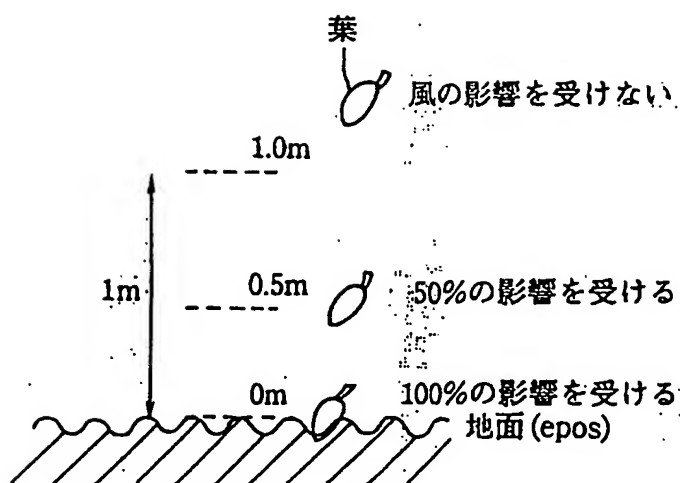 葉
風の影響を受けない
1.0m
1m
0.5m
50%の影響を受ける
0m
100%の影響を受ける
地面(epos)